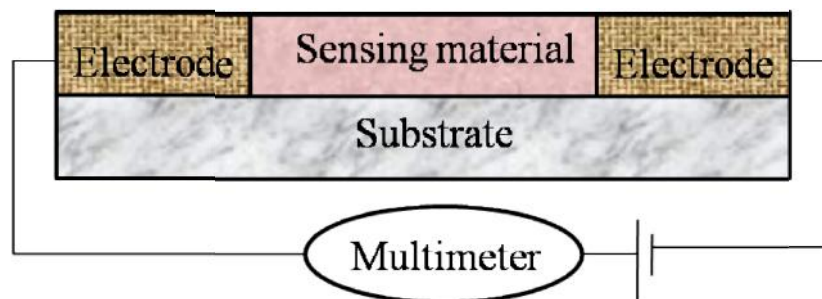 Electrode
Sensing material
Electrode
Substrate
Multimeter